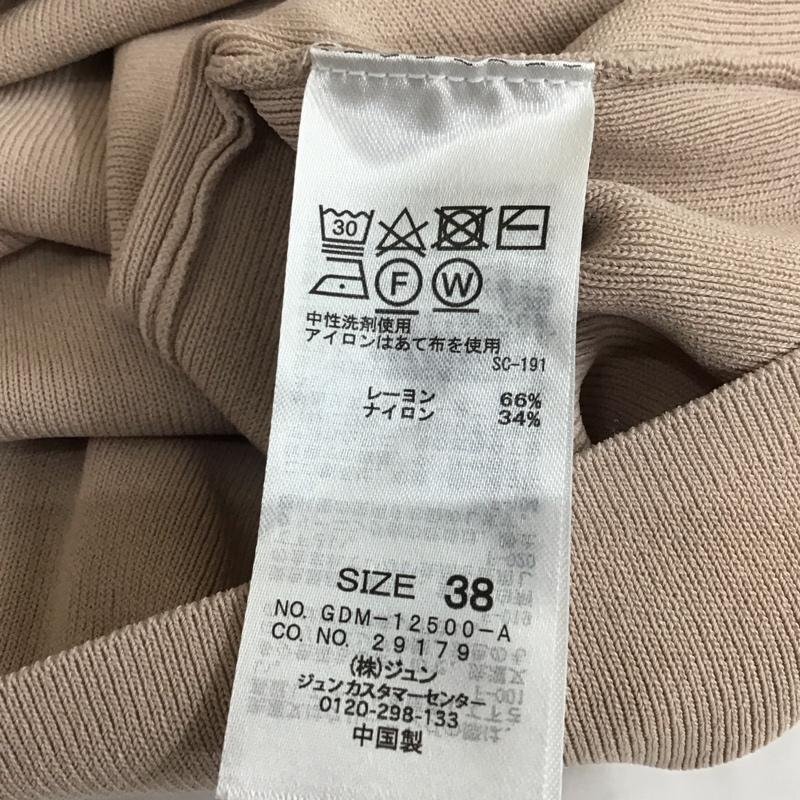 30
F W
中性洗剤使用
アイロンはあて布を使用
SC-191
レーヨン 66%
ナイロン 34%
SIZE 38
NO. GDM-12500-A
CO. NO. 29179
(株)ジュン
ジュンカスタマーセンター
0120-298-133
中国製